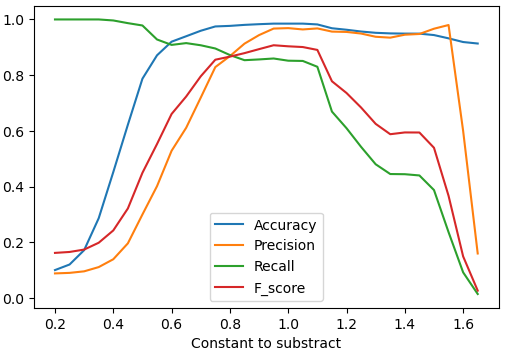 1.0
0.8
0.6
0.4
0.2
0.0
Accuracy
Precision
Recall
F_score
0.2 0.4 0.6 0.8 1.0 1.2 1.4 1.6
Constant to substract